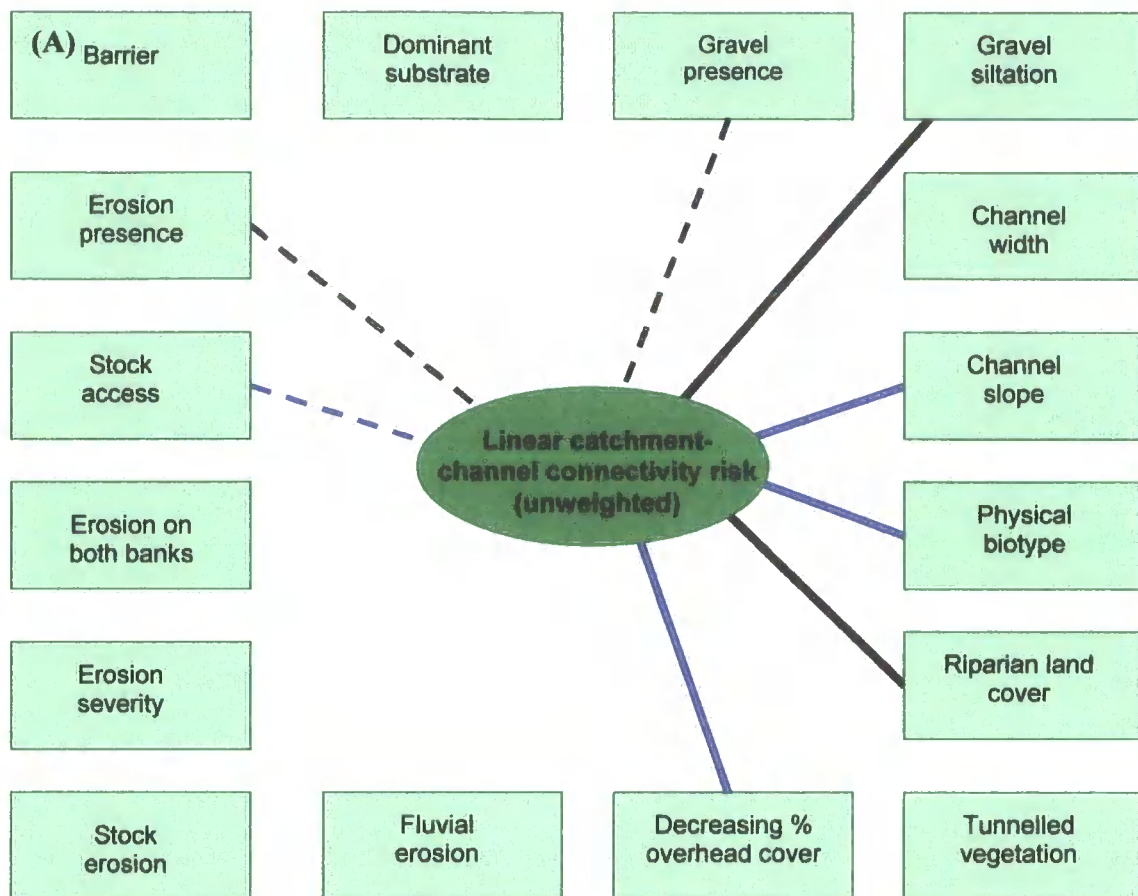 (A) Barrier
Dominant
substrate
Gravel
presence
Gravel
siltation
Erosion
presence
Channel
width
Stock
access
Channel
slope
Linear catchment-
channel connectivity risk
(unweighted)
Erosion on
both banks
Physical
biotype
Erosion
severity
Riparian land
cover
Stock
erosion
Fluvial
erosion
Decreasing %
overhead cover
Tunnelled
vegetation